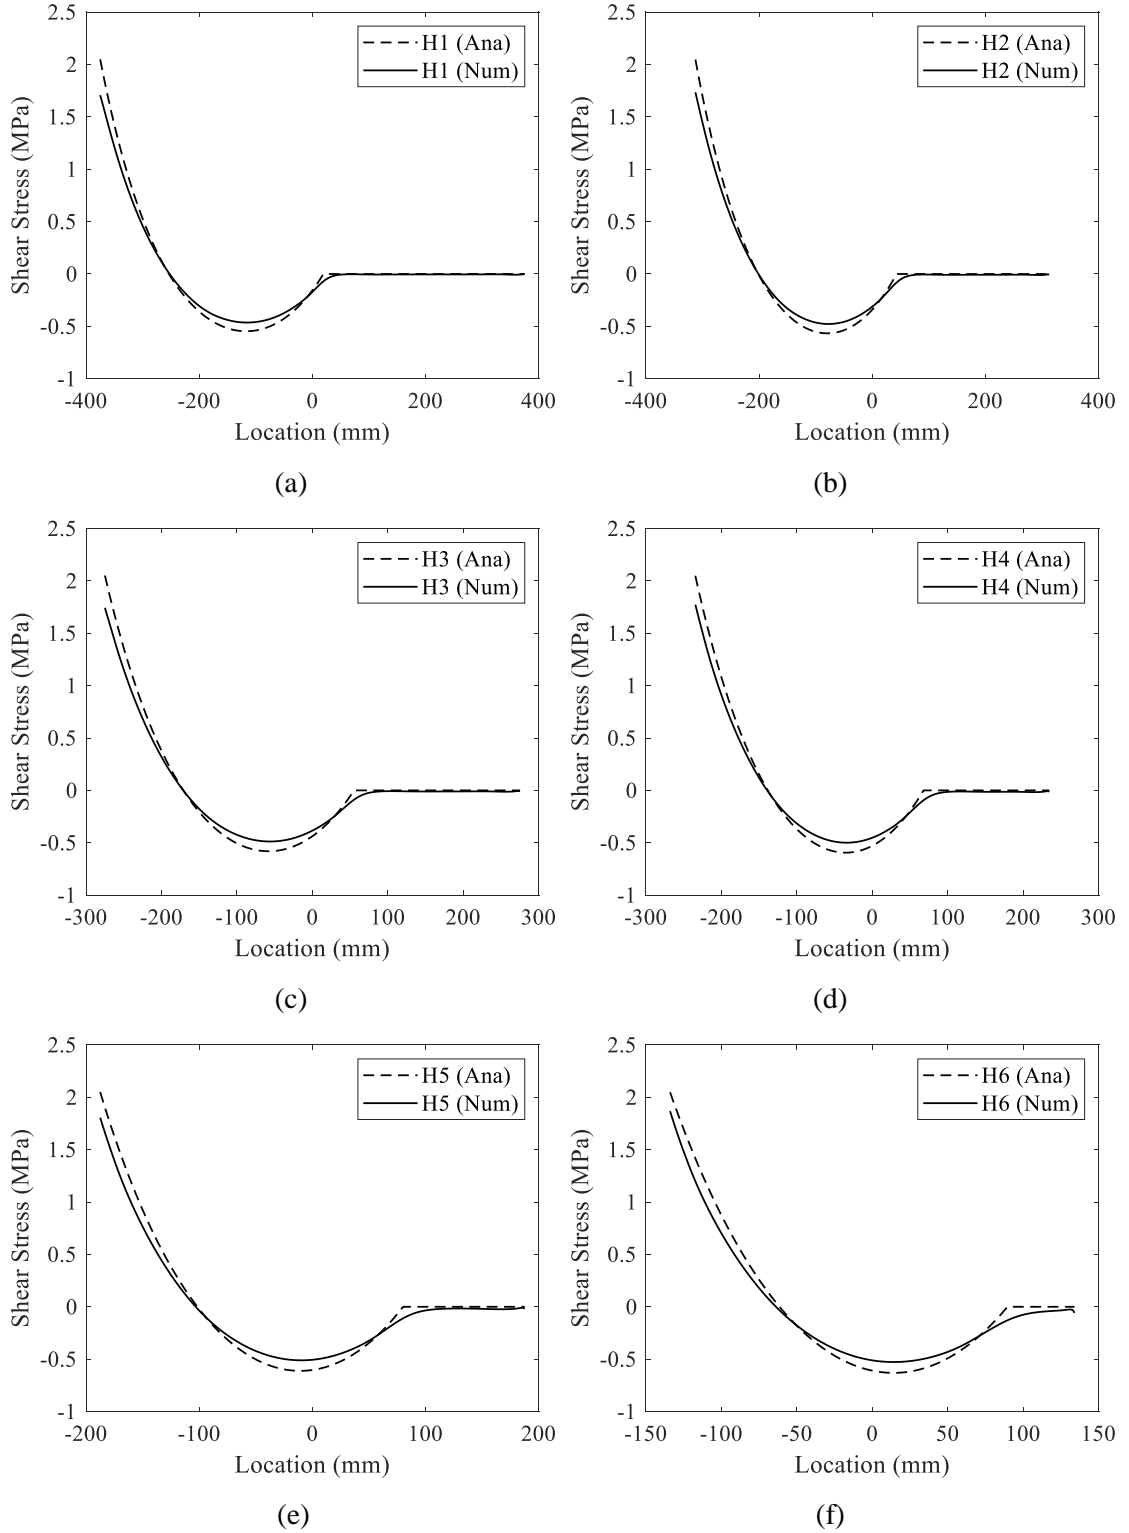 2.5
2
1.5
1
0.5
0
-0.5
-1
-400
-200
0
200
400
Shear Stress (MPa)
Location (mm)
H1 (Ana)
H1 (Num)
(a)
2.5
2
1.5
1
0.5
0
-0.5
-1
-400
-200
0
200
400
Shear Stress (MPa)
Location (mm)
H2 (Ana)
H2 (Num)
(b)
2.5
2
1.5
1
0.5
0
-0.5
-1
-300
-200
-100
0
100
200
300
Shear Stress (MPa)
Location (mm)
H3 (Ana)
H3 (Num)
(c)
2.5
2
1.5
1
0.5
0
-0.5
-1
-300
-200
-100
0
100
200
300
Shear Stress (MPa)
Location (mm)
H4 (Ana)
H4 (Num)
(d)
2.5
2
1.5
1
0.5
0
-0.5
-1
-200
-100
0
100
200
Shear Stress (MPa)
Location (mm)
H5 (Ana)
H5 (Num)
(e)
2.5
2
1.5
1
0.5
0
-0.5
-1
-150
-100
-50
0
50
100
150
Shear Stress (MPa)
Location (mm)
H6 (Ana)
H6 (Num)
(f)